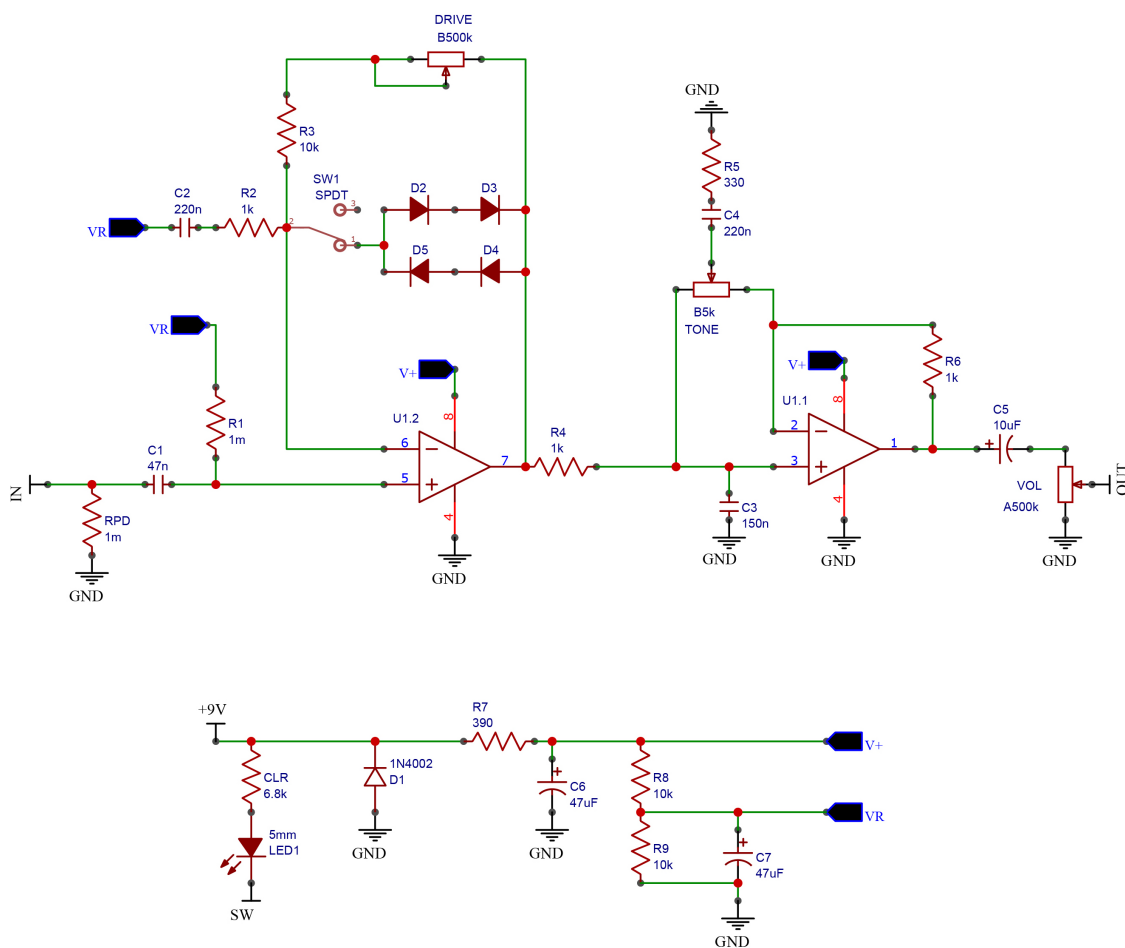 DRIVE
B500k
GND
R3
10k
R5
330
SW1
SPDT
D2
D3
C2
220n
R2
1k
3
2
1
C4
220n
VR
D5
D4
B5k
TONE
VR
V+
V+
R6
1k
R1
1m
8
8
U1.2
U1.1
C5
10uF
C1
47n
6
7
5
R4
1k
2
1
3
IN
RPD
1m
4
C3
150n
4
VOL
A500k
OUT
GND
GND
GND
GND
GND
+9V
R7
390
V+
CLR
6.8k
1N4002
D1
C6
47uF
R8
10k
VR
5mm
LED1
GND
GND
R9
10k
C7
47uF
SW
GND